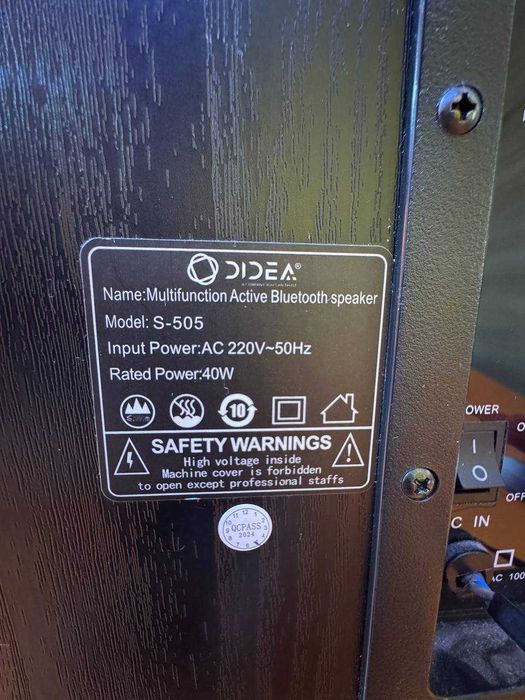 DIDEA®
Name:Multifunction Active Bluetooth speaker
Model: S-505
Input Power:AC 220V~50Hz
Rated Power:40W
10
SAFETY WARNINGS
High voltage inside
Machine cover is forbidden
to open except professional staffs
QCPASS
2024
OWER
O
I
O
OFF
C IN
AC 100